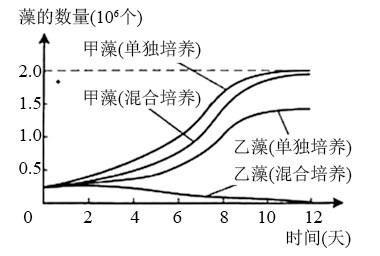 藻的数量(10⁶个)
甲藻(单独培养)
2.0
甲藻(混合培养)
1.5
1.0
乙藻(单独培养)
0.5
乙藻(混合培养)
0 2 4 6 8 10 12
时间(天)